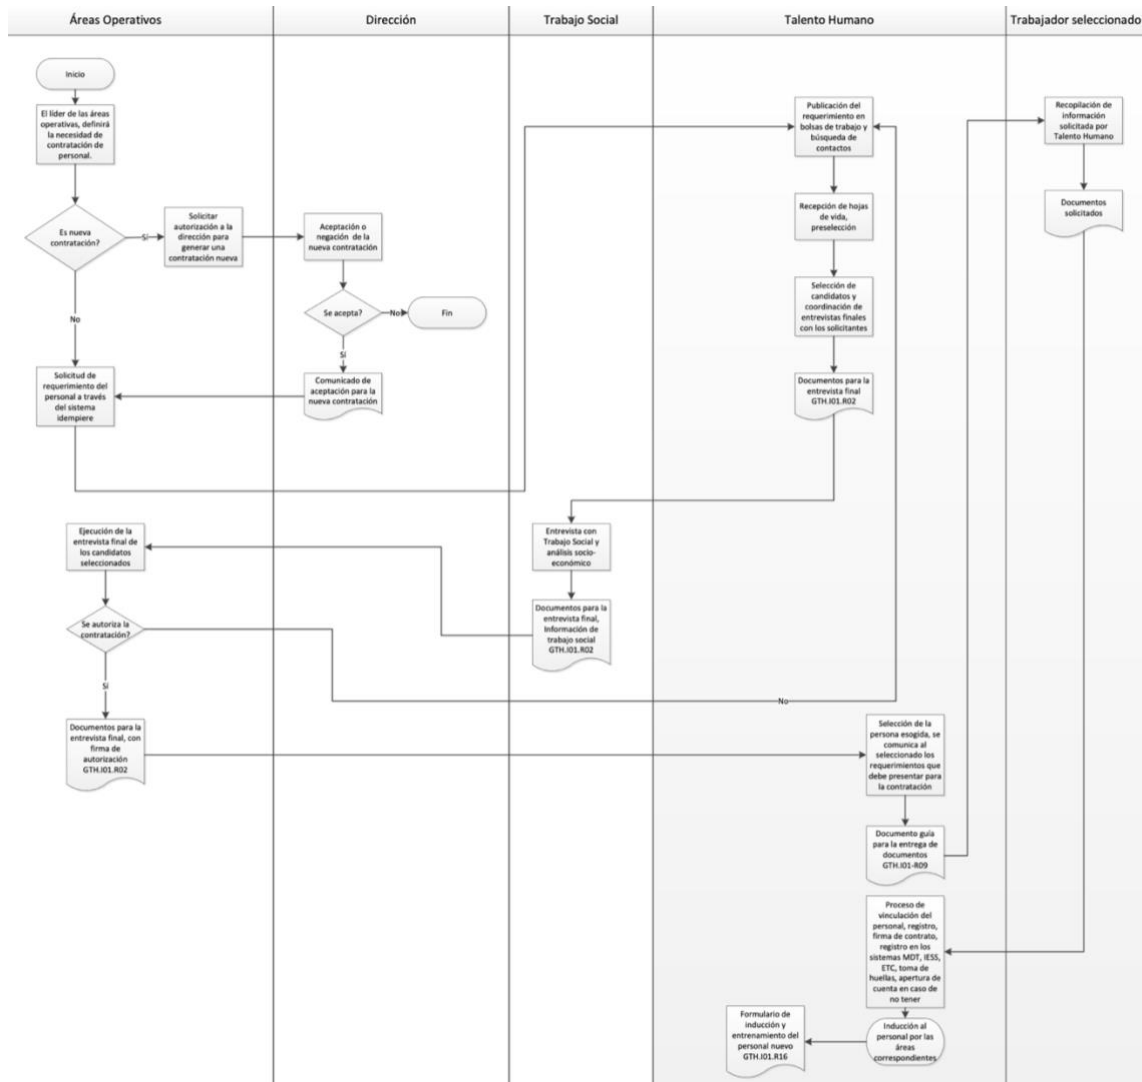 Áreas Operativos
Dirección
Trabajo Social
Talento Humano
Trabajador seleccionado
Inicio
El líder de las áreas
operativas, definirá
la necesidad de
contratación de
personal.
Es nueva
contratación?
Si
Solicitar
autorización a la
dirección para
generar una
contratación nueva
Aceptación o
negación de la
nueva contratación
Se acepta?
No
Fin
Si
Comunicado de
aceptación para la
nueva contratación
No
Solicitud de
requerimiento del
personal a través
del sistema
idempiere
Publicación del
requerimiento en
bolsas de trabajo y
búsqueda de
contactos
Recepción de hojas
de vida,
preselección
Selección de
candidatos y
coordinación de
entrevistas finales
con los solicitantes
Documentos para la
entrevista final
GTH.I01.R02
Entrevista con
Trabajo Social y
análisis socio-
económico
Documentos para la
entrevista final,
Información de
trabajo social
GTH.I01.R02
Ejecución de la
entrevista final de
los candidatos
seleccionados
Se autoriza la
contratación?
No
Si
Documentos para la
entrevista final, con
firma de
autorización
GTH.I01.R02
Selección de la
persona esogida, se
comunica al
seleccionado los
requerimientos que
debe presentar para
la contratación
Documento guía
para la entrega de
documentos
GTH.I01-R09
Recopilación de
información
solicitada por
Talento Humano
Documentos
solicitados
Proceso de
vinculación del
personal, registro,
firma de contrato,
registro en los
sistemas MDT, IESS,
ETC, toma de
huellas, apertura de
cuenta en caso de
no tener
Inducción al
personal por las
áreas
correspondientes
Formulario de
inducción y
entrenamiento del
personal nuevo
GTH.I01.R16